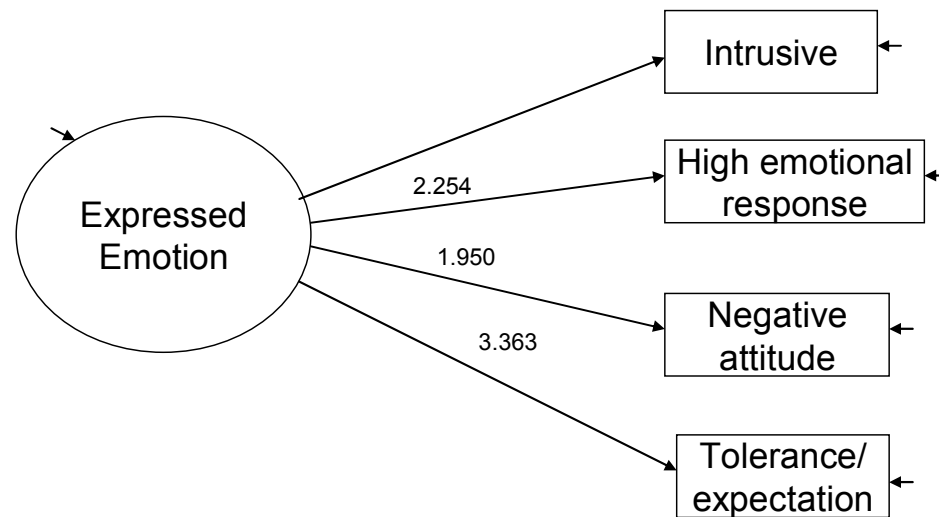 Intrusive
High emotional
response
2.254
Expressed
Emotion
1.950
Negative
attitude
3.363
Tolerance/
expectation